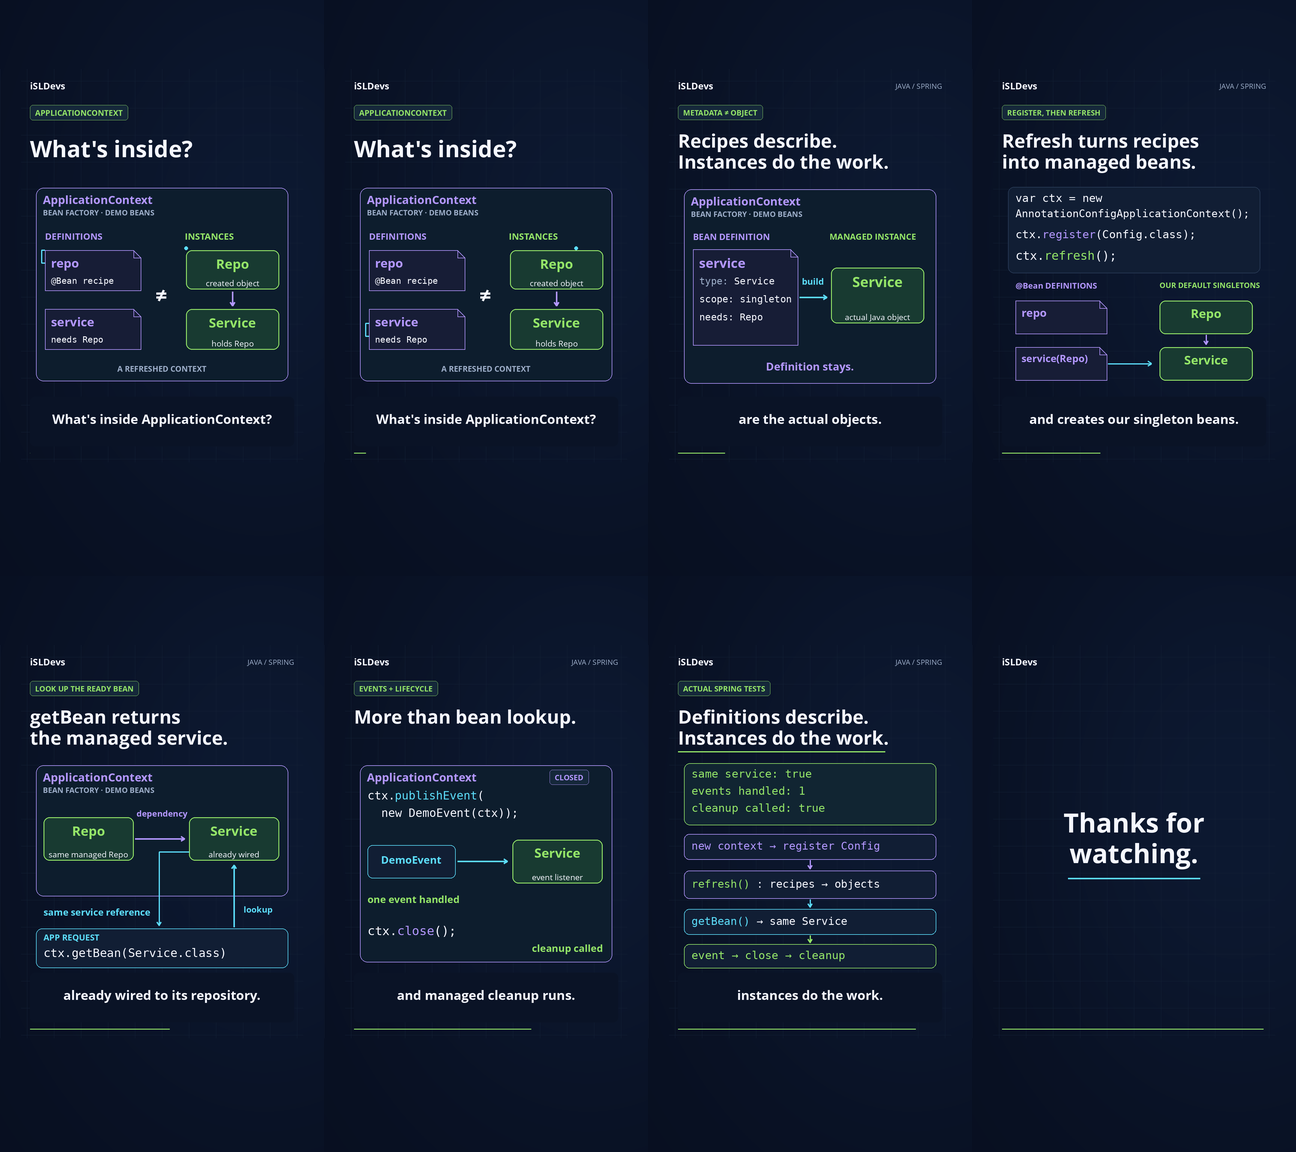 iSLDevs
APPLICATIONCONTEXT
What's inside?
ApplicationContext
BEAN FACTORY · DEMO BEANS
DEFINITIONS
INSTANCES
repo
@Bean recipe
Repo
created object
≠
service
needs Repo
Service
holds Repo
A REFRESHED CONTEXT
What's inside ApplicationContext?
iSLDevs
APPLICATIONCONTEXT
What's inside?
ApplicationContext
BEAN FACTORY · DEMO BEANS
DEFINITIONS
INSTANCES
repo
@Bean recipe
Repo
created object
≠
service
needs Repo
Service
holds Repo
A REFRESHED CONTEXT
What's inside ApplicationContext?
iSLDevs
JAVA / SPRING
METADATA ≠ OBJECT
Recipes describe.
Instances do the work.
ApplicationContext
BEAN FACTORY · DEMO BEANS
BEAN DEFINITION
MANAGED INSTANCE
service
type: Service
scope: singleton
needs: Repo
build
Service
actual Java object
Definition stays.
are the actual objects.
iSLDevs
JAVA / SPRING
REGISTER, THEN REFRESH
Refresh turns recipes
into managed beans.
var ctx = new
AnnotationConfigApplicationContext();
ctx.register(Config.class);
ctx.refresh();
@Bean DEFINITIONS
OUR DEFAULT SINGLETONS
repo
Repo
service(Repo)
Service
and creates our singleton beans.
iSLDevs
JAVA / SPRING
LOOK UP THE READY BEAN
getBean returns
the managed service.
ApplicationContext
BEAN FACTORY · DEMO BEANS
dependency
Repo
same managed Repo
Service
already wired
same service reference
lookup
APP REQUEST
ctx.getBean(Service.class)
already wired to its repository.
iSLDevs
JAVA / SPRING
EVENTS + LIFECYCLE
More than bean lookup.
ApplicationContext
CLOSED
ctx.publishEvent(
new DemoEvent(ctx));
DemoEvent
Service
event listener
one event handled
ctx.close();
cleanup called
and managed cleanup runs.
iSLDevs
JAVA / SPRING
ACTUAL SPRING TESTS
Definitions describe.
Instances do the work.
same service: true
events handled: 1
cleanup called: true
new context → register Config
refresh() : recipes → objects
getBean() → same Service
event → close → cleanup
instances do the work.
iSLDevs
Thanks for
watching.